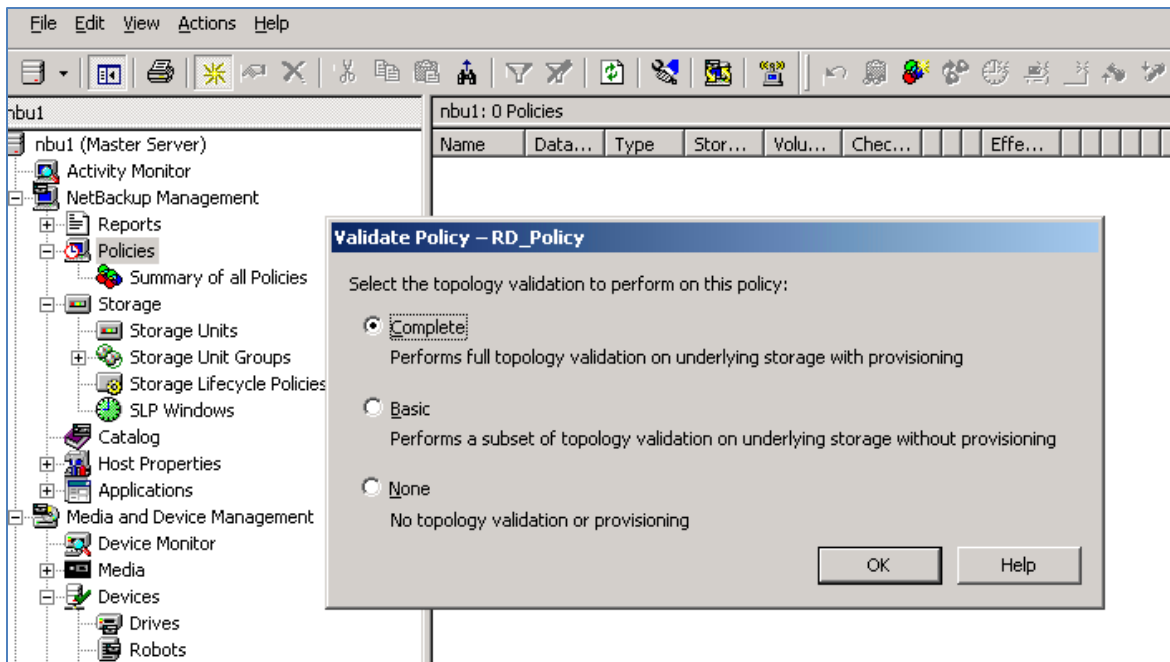 File Edit View Actions Help
nbu1
nbu1: 0 Policies
nbu1 (Master Server)
Name Data... Type Stor... Volu... Chec... Effe...
Activity Monitor
NetBackup Management
Reports
Policies
Summary of all Policies
Storage
Storage Units
Storage Unit Groups
Storage Lifecycle Policies
SLP Windows
Catalog
Host Properties
Applications
Media and Device Management
Device Monitor
Media
Devices
Drives
Robots
Validate Policy – RD_Policy
Select the topology validation to perform on this policy:
Complete
Performs full topology validation on underlying storage with provisioning
Basic
Performs a subset of topology validation on underlying storage without provisioning
None
No topology validation or provisioning
OK Help